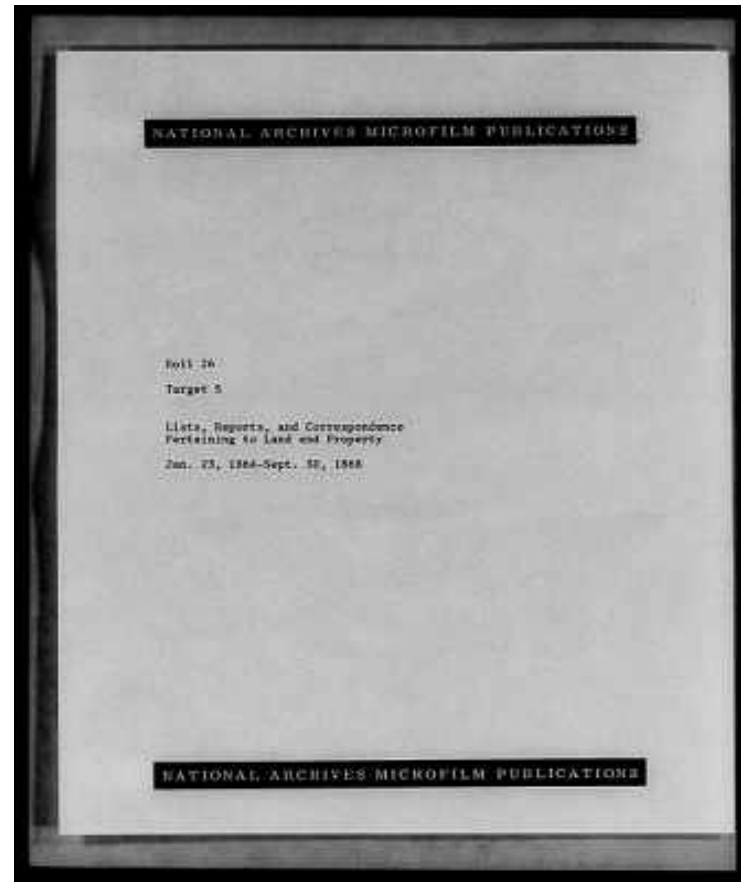 NATIONAL ARCHIVES MICROFILM PUBLICATIONS
Roll 26
Target 5
Lists, Reports, and Correspondence
Pertaining to Land and Property
Jan. 25, 1864-Sept. 30, 1868
NATIONAL ARCHIVES MICROFILM PUBLICATIONS